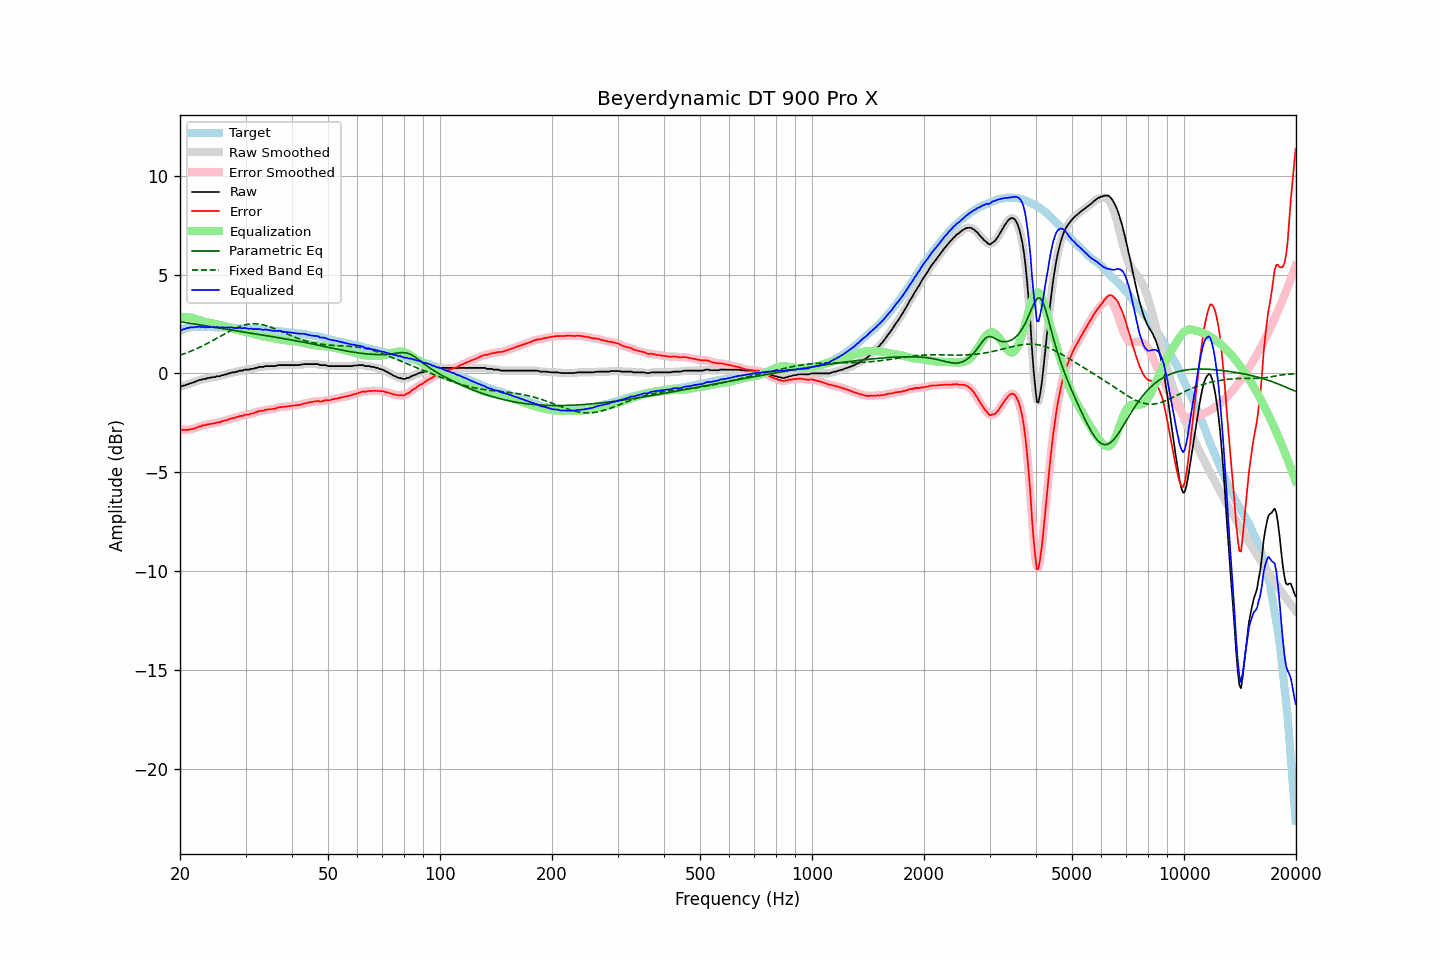 Beyerdynamic DT 900 Pro X
Target
Raw Smoothed
Error Smoothed
Raw
Error
Equalization
Parametric Eq
Fixed Band Eq
Equalized
10
5
0
−5
−10
−15
−20
Amplitude (dBr)
20 50 100 200 500 1000 2000 5000 10000 20000
Frequency (Hz)